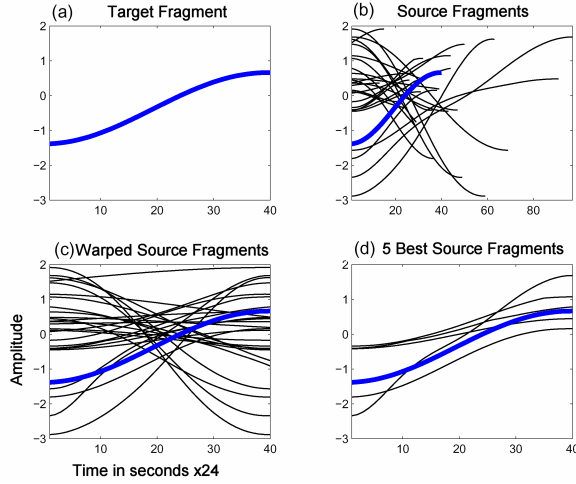 (a) Target Fragment
2
1
0
−1
−2
−3
10 20 30 40
(b) Source Fragments
2
1
0
−1
−2
−3
20 40 60 80
(c) Warped Source Fragments
2
1
0
−1
−2
−3
10 20 30 40
Amplitude
Time in seconds x24
(d) 5 Best Source Fragments
2
1
0
−1
−2
−3
10 20 30 40